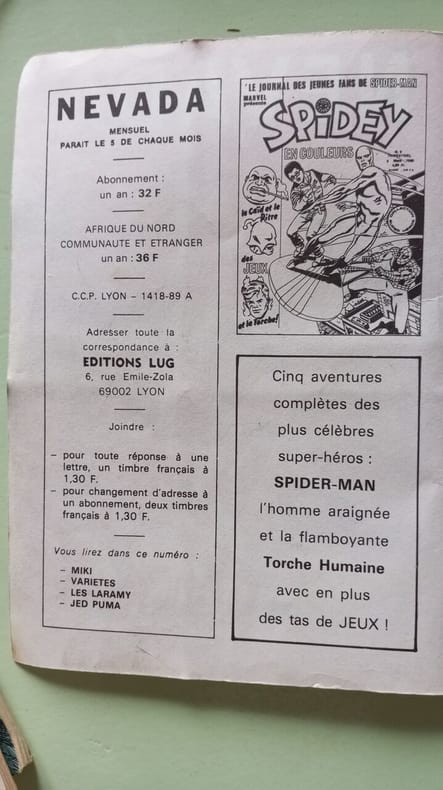 NEVADA
MENSUEL
PARAIT LE 5 DE CHAQUE MOIS
Abonnement :
un an : 32 F
AFRIQUE DU NORD
COMMUNAUTE ET ETRANGER
un an : 36 F
C.C.P. LYON – 1418-89 A
Adresser toute la
correspondance à :
EDITIONS LUG
6, rue Emile-Zola
69002 LYON
Joindre :
– pour toute réponse à une
lettre, un timbre français à
1,30 F.
– pour changement d'adresse à
un abonnement, deux timbres
français à 1,30 F.
Vous lirez dans ce numéro :
– MIKI
– VARIETES
– LES LARAMY
– JED PUMA
LE JOURNAL DES JEUNES FANS DE SPIDER-MAN
MARVEL
présente
SPIDEY
EN COULEURS
le Caïd et le
Pitre
des
JEUX
et la Torche!
Cinq aventures
complètes des
plus célèbres
super-héros :
SPIDER-MAN
l'homme araignée
et la flamboyante
Torche Humaine
avec en plus
des tas de JEUX !